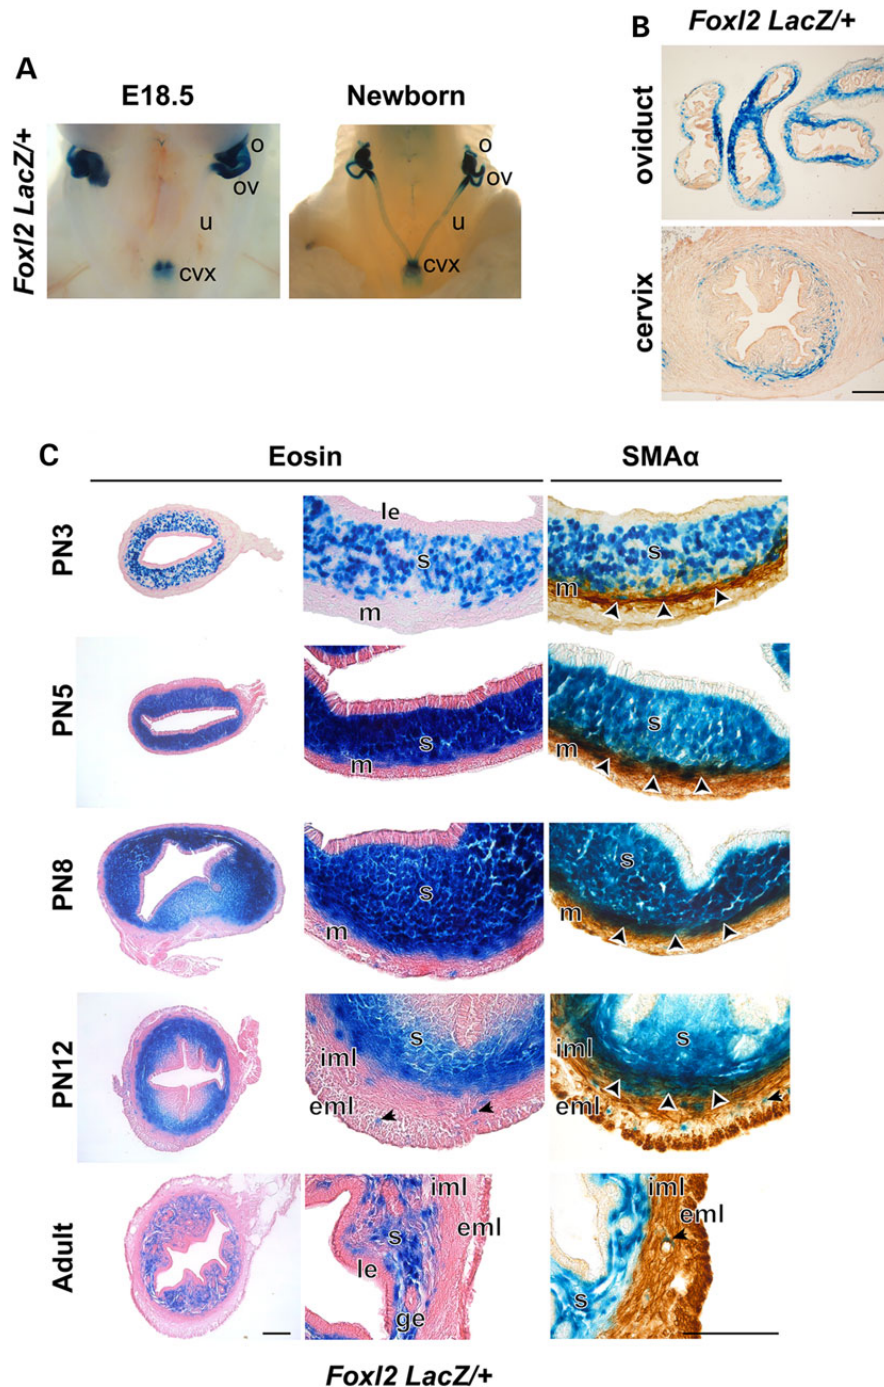 A
E18.5
Newborn
Foxl2 LacZ/+
o
ov
u
cvx
o
ov
u
cvx
B
Foxl2 LacZ/+
oviduct
cervix
C
Eosin
SMAα
PN3
le
s
m
s
m
PN5
s
m
s
m
PN8
s
m
s
m
PN12
s
iml
eml
s
iml
eml
Adult
iml
eml
s
le
ge
iml
eml
s
Foxl2 LacZ/+